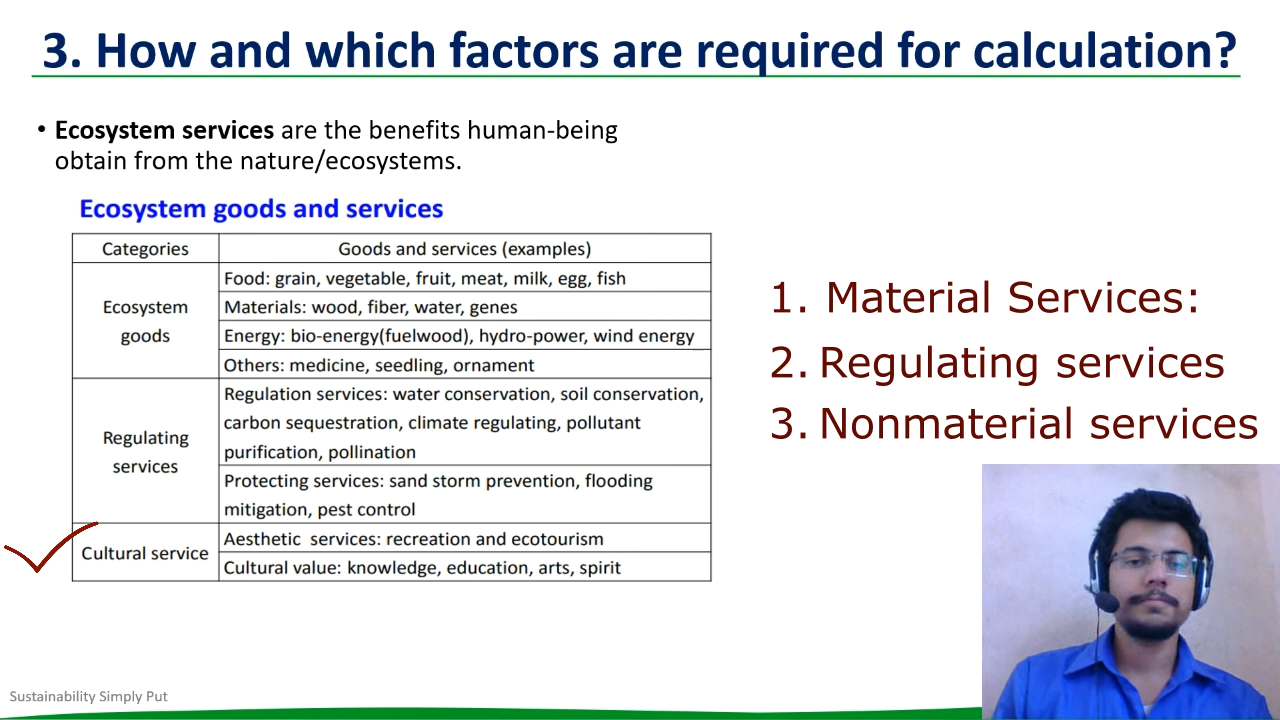 3. How and which factors are required for calculation?
• Ecosystem services are the benefits human-being
obtain from the nature/ecosystems.
Ecosystem goods and services
Categories
Goods and services (examples)
Ecosystem
goods
Food: grain, vegetable, fruit, meat, milk, egg, fish
Materials: wood, fiber, water, genes
Energy: bio-energy(fuelwood), hydro-power, wind energy
Others: medicine, seedling, ornament
Regulating
services
Regulation services: water conservation, soil conservation,
carbon sequestration, climate regulating, pollutant
purification, pollination
Protecting services: sand storm prevention, flooding
mitigation, pest control
Cultural service
Aesthetic services: recreation and ecotourism
Cultural value: knowledge, education, arts, spirit
1. Material Services:
2. Regulating services
3. Nonmaterial services
Sustainability Simply Put